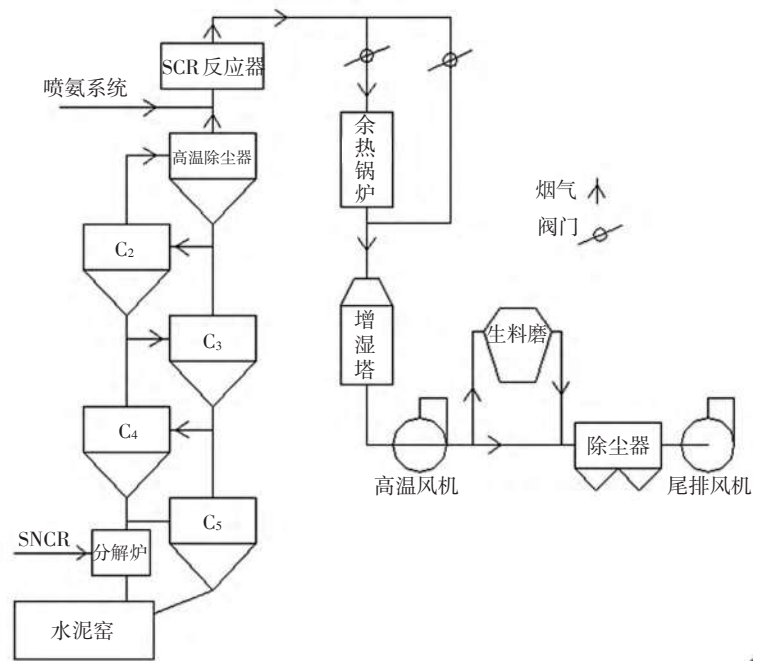 SCR反应器
喷氨系统
高温除尘器
余热锅炉
烟气
阀门
C₂
C₃
增湿塔
生料磨
C₄
除尘器
高温风机
尾排风机
C₅
SNCR
分解炉
水泥窑